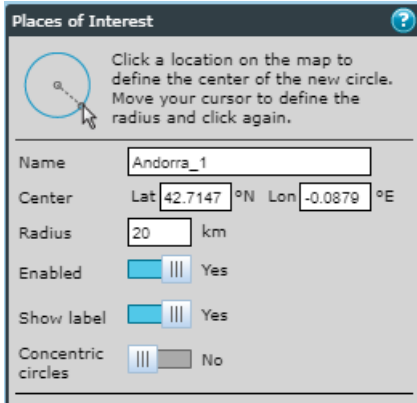 Places of Interest ?
Click a location on the map to
define the center of the new circle.
Move your cursor to define the
radius and click again.
Name Andorra_1
Center Lat 42.7147 °N Lon -0.0879 °E
Radius 20 km
Enabled Yes
Show label Yes
Concentric
circles No